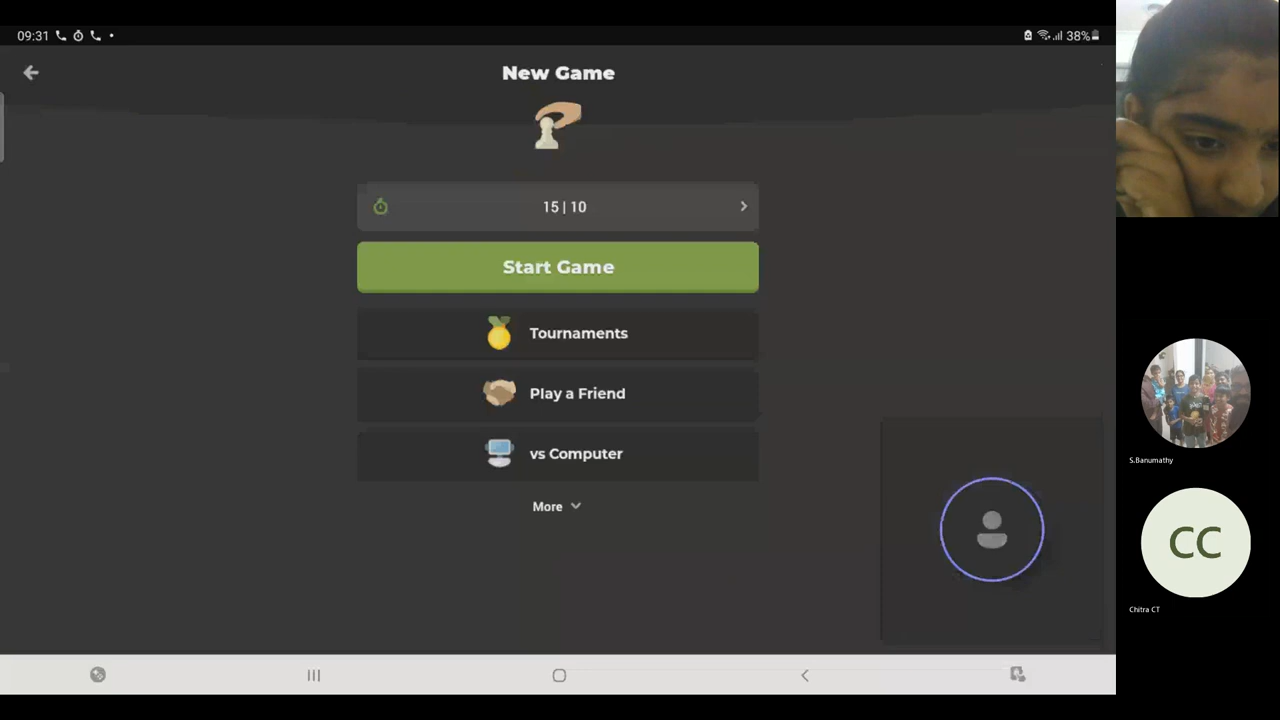 09:31
38%
New Game
15 | 10
Start Game
Tournaments
Play a Friend
vs Computer
More
S.Banumathy
CC
Chitra CT